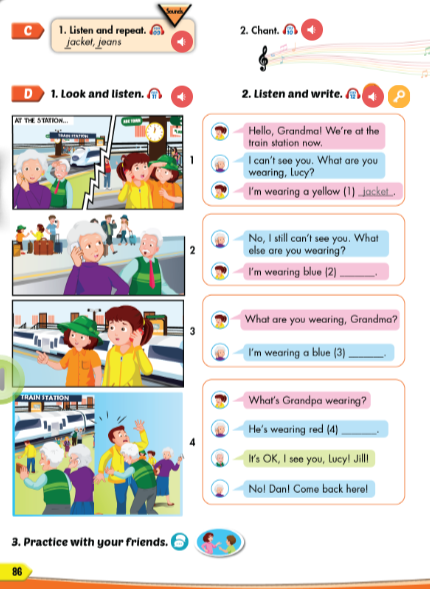 Sounds
C
1. Listen and repeat.
jacket, jeans
2. Chant.
D
1. Look and listen.
2. Listen and write.
AT THE STATION...
TRAIN STATION
1
Hello, Grandma! We're at the
train station now.
I can't see you. What are you
wearing, Lucy?
I'm wearing a yellow (1) jacket.
2
No, I still can't see you. What
else are you wearing?
I'm wearing blue (2) ______.
3
What are you wearing, Grandma?
I'm wearing a blue (3) ______.
TRAIN STATION
4
What's Grandpa wearing?
He's wearing red (4) ______.
It's OK, I see you, Lucy! Jill!
No! Dan! Come back here!
3. Practice with your friends.
86